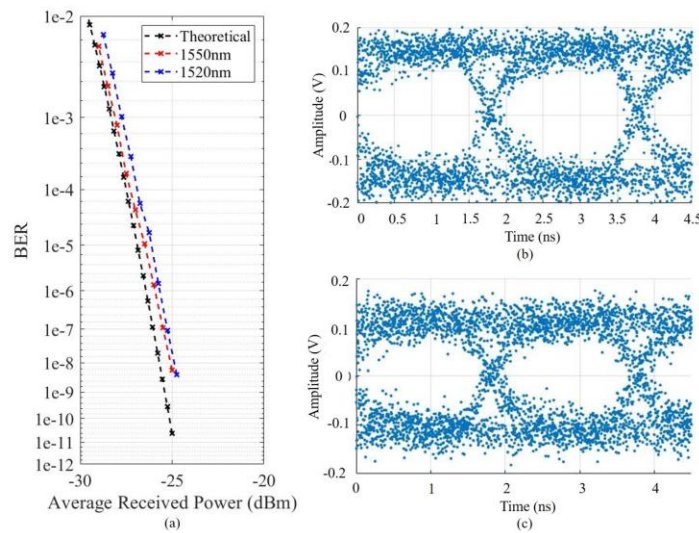 (a)
1e-2
1e-3
1e-4
1e-5
1e-6
1e-7
1e-8
1e-9
1e-10
1e-11
1e-12
BER
Theoretical
1550nm
1520nm
-30
-25
-20
Average Received Power (dBm)
(a)
0.2
0.1
0
-0.1
-0.2
Amplitude (V)
0
0.5
1
1.5
2
2.5
3
3.5
4
4.5
Time (ns)
(b)
0.2
0.1
0
-0.1
-0.2
Amplitude (V)
0
1
2
3
4
Time (ns)
(c)